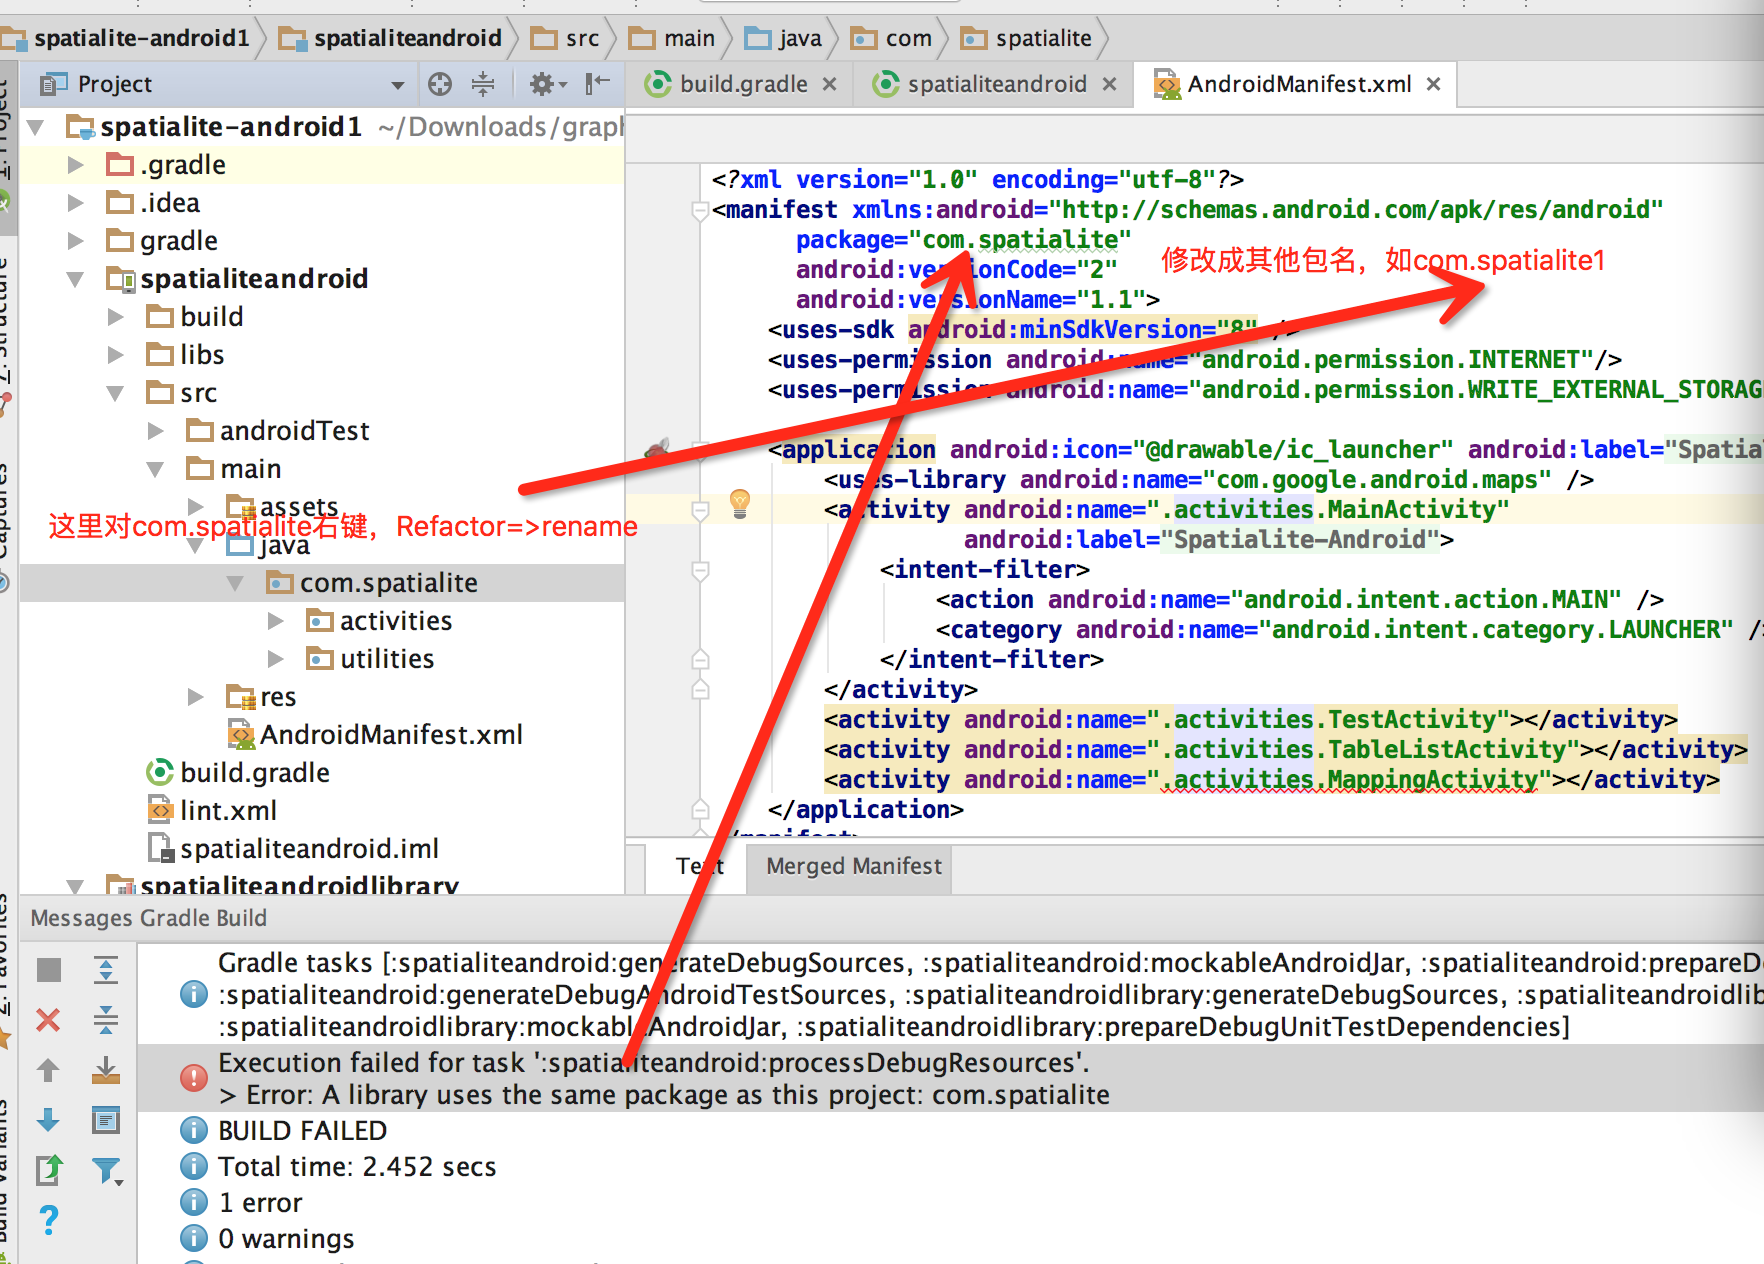 spatialite-android1 spatialiteandroid src main java com spatialite
Project
build.gradle spatialiteandroid AndroidManifest.xml
spatialite-android1 ~/Downloads/grap
.gradle
.idea
gradle
spatialiteandroid
build
libs
src
androidTest
main
assets
这里对com.spatialite右键，Refactor=>rename
java
com.spatialite
activities
utilities
res
AndroidManifest.xml
build.gradle
lint.xml
spatialiteandroid.iml
spatialiteandroidlibrary
<?xml version="1.0" encoding="utf-8"?>
<manifest xmlns:android="http://schemas.android.com/apk/res/android"
package="com.spatialite"
修改成其他包名，如com.spatialite1
android:versionCode="2"
android:versionName="1.1">
<uses-sdk android:minSdkVersion="8" />
<uses-permission android:name="android.permission.INTERNET"/>
<uses-permission android:name="android.permission.WRITE_EXTERNAL_STORAG
<application android:icon="@drawable/ic_launcher" android:label="Spatia
<uses-library android:name="com.google.android.maps" />
<activity android:name=".activities.MainActivity"
android:label="Spatialite-Android">
<intent-filter>
<action android:name="android.intent.action.MAIN" />
<category android:name="android.intent.category.LAUNCHER" />
</intent-filter>
</activity>
<activity android:name=".activities.TestActivity"></activity>
<activity android:name=".activities.TableListActivity"></activity>
<activity android:name=".activities.MappingActivity"></activity>
</application>
</manifest>
Text Merged Manifest
Messages Gradle Build
Gradle tasks [:spatialiteandroid:generateDebugSources, :spatialiteandroid:mockableAndroidJar, :spatialiteandroid:prepareDe
:spatialiteandroid:generateDebugAndroidTestSources, :spatialiteandroidlibrary:generateDebugSources, :spatialiteandroidlib
:spatialiteandroidlibrary:mockableAndroidJar, :spatialiteandroidlibrary:prepareDebugUnitTestDependencies]
Execution failed for task ':spatialiteandroid:processDebugResources'.
> Error: A library uses the same package as this project: com.spatialite
BUILD FAILED
Total time: 2.452 secs
1 error
0 warnings
1: Project
7: Structure
Captures
2: Favorites
Build Variants